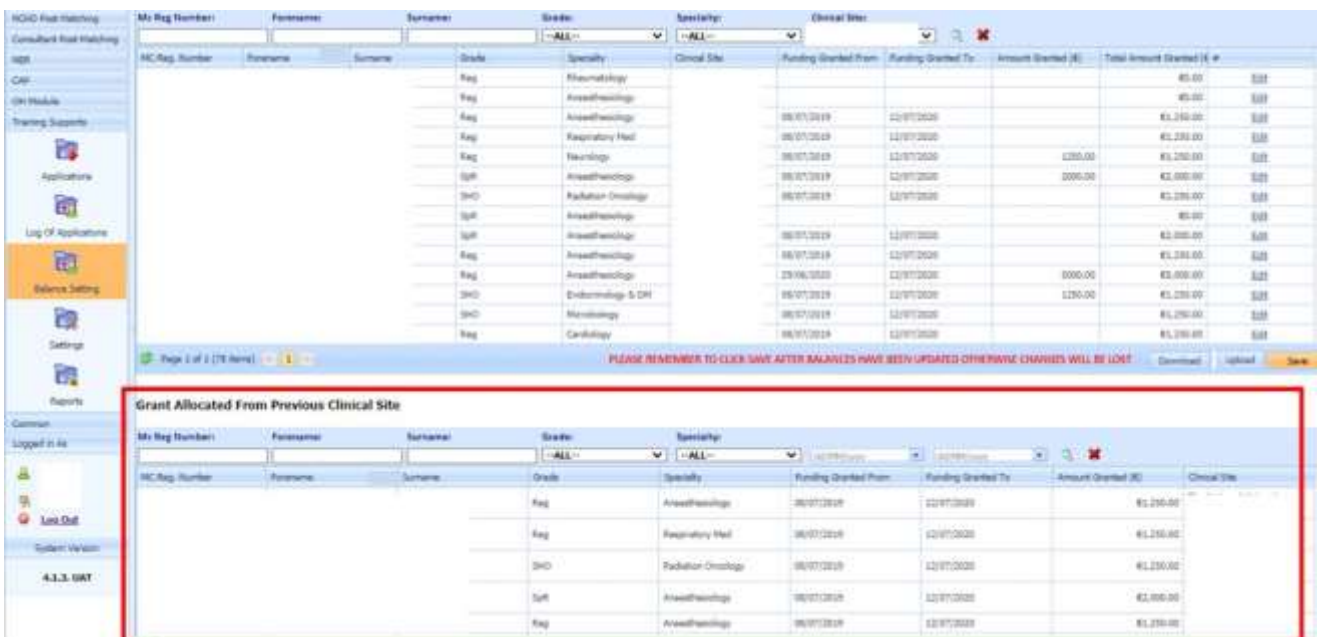 NCHD Post Matching
Consultant Post Matching
NER
CAP
OH Module
Training Supports
Applications
Log Of Applications
Balance Setting
Settings
Reports
Common
Logged In As
Log Out
System Version
4.1.3. UAT
Mc Reg Number: Forename: Surname: Grade: Specialty: Clinical Site:
--ALL-- --ALL--
MC.Reg. Number Forename Surname Grade Specialty Clinical Site Funding Granted From Funding Granted To Amount Granted (€) Total Amount Granted (€
Reg Rheumatology €0.00 Edit
Reg Anaesthesiology €0.00 Edit
Reg Anaesthesiology 08/07/2019 12/07/2020 €1,250.00 Edit
Reg Respiratory Med 08/07/2019 12/07/2020 €1,250.00 Edit
Reg Neurology 08/07/2019 12/07/2020 1250.00 €1,250.00 Edit
SpR Anaesthesiology 08/07/2019 12/07/2020 2000.00 €2,000.00 Edit
SHO Radiation Oncology 08/07/2019 12/07/2020 €1,250.00 Edit
SpR Anaesthesiology €0.00 Edit
SpR Anaesthesiology 08/07/2019 12/07/2020 €2,000.00 Edit
Reg Anaesthesiology 08/07/2019 12/07/2020 €1,250.00 Edit
Reg Anaesthesiology 12/07/2020 Edit
SHO Endocrinology & DM 08/07/2019 12/07/2020 1250.00 €1,250.00 Edit
SHO Microbiology 08/07/2019 12/07/2020 €1,250.00 Edit
Reg Cardiology 08/07/2019 12/07/2020 €1,250.00 Edit
Page 1 of 1 (78 items) 1 PLEASE REMEMBER TO CLICK SAVE AFTER BALANCES HAVE BEEN UPDATED OTHERWISE CHANGES WILL BE LOST Download Upload Save
Grant Allocated From Previous Clinical Site
Mc Reg Number: Forename: Surname: Grade: Specialty:
--ALL-- --ALL--
MC.Reg. Number Forename Surname Grade Specialty Funding Granted From Funding Granted To Amount Granted (€) Clinical Site
Reg Anaesthesiology 08/07/2019 12/07/2020 €1,250.00
Reg Respiratory Med 08/07/2019 12/07/2020 €1,250.00
SHO Radiation Oncology 08/07/2019 12/07/2020 €1,250.00
SpR Anaesthesiology 08/07/2019 12/07/2020 €2,000.00
Reg Anaesthesiology 08/07/2019 12/07/2020 €1,250.00